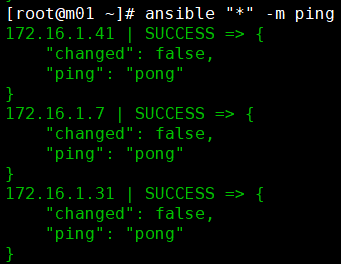 [root@m01 ~]# ansible "*" -m ping
172.16.1.41 | SUCCESS => {
    "changed": false,
    "ping": "pong"
}
172.16.1.7 | SUCCESS => {
    "changed": false,
    "ping": "pong"
}
172.16.1.31 | SUCCESS => {
    "changed": false,
    "ping": "pong"
}